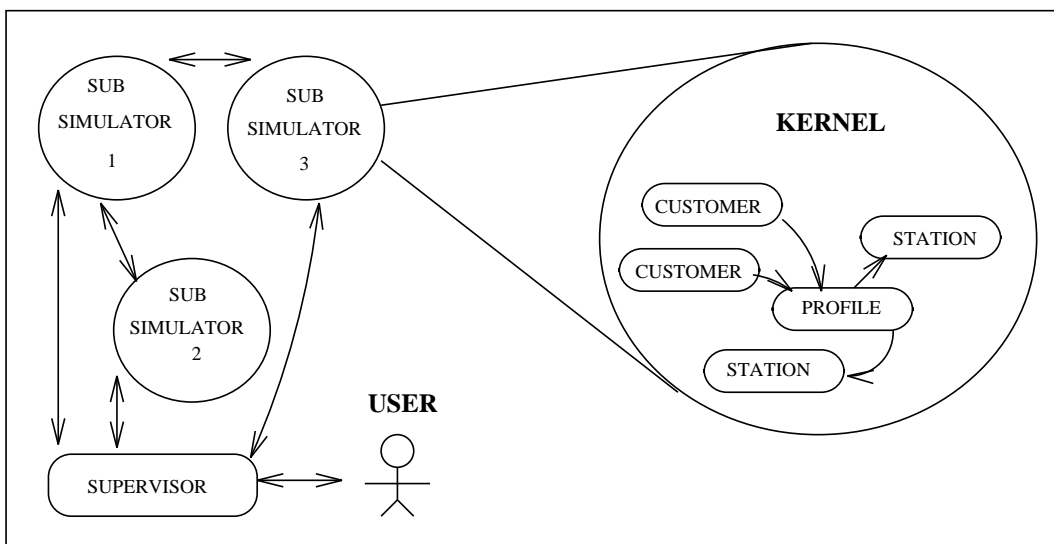 SUB
SIMULATOR
1
SUB
SIMULATOR
3
SUB
SIMULATOR
2
SUPERVISOR
USER
KERNEL
CUSTOMER
CUSTOMER
STATION
PROFILE
STATION